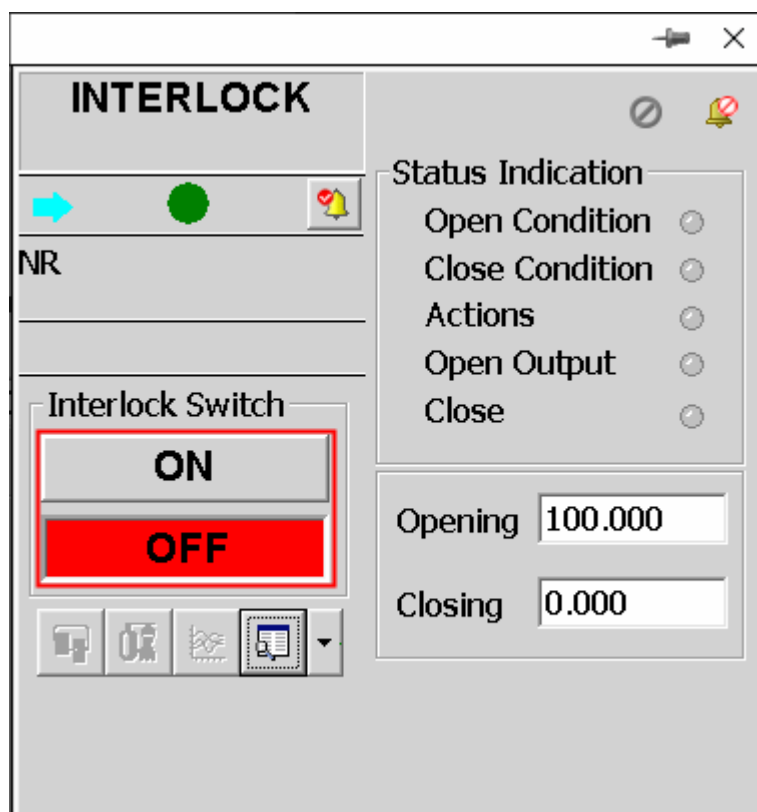 INTERLOCK
NR
Interlock Switch
ON
OFF
Status Indication
Open Condition
Close Condition
Actions
Open Output
Close
Opening 100.000
Closing 0.000